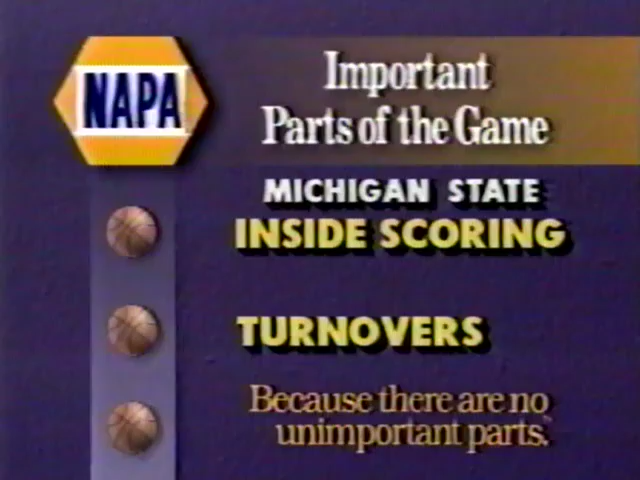 NAPA
Important
Parts of the Game
MICHIGAN STATE
INSIDE SCORING
TURNOVERS
Because there are no
unimportant parts.